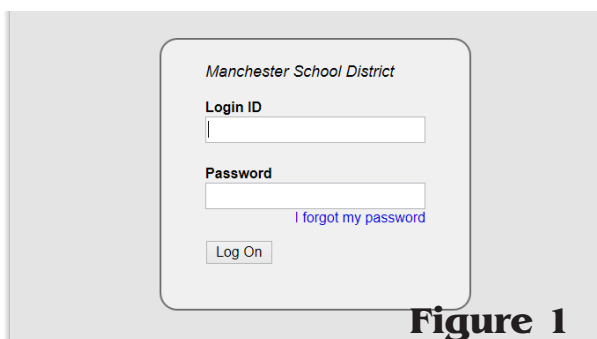 Manchester School District
Login ID
Password
I forgot my password
Log On
Figure 1